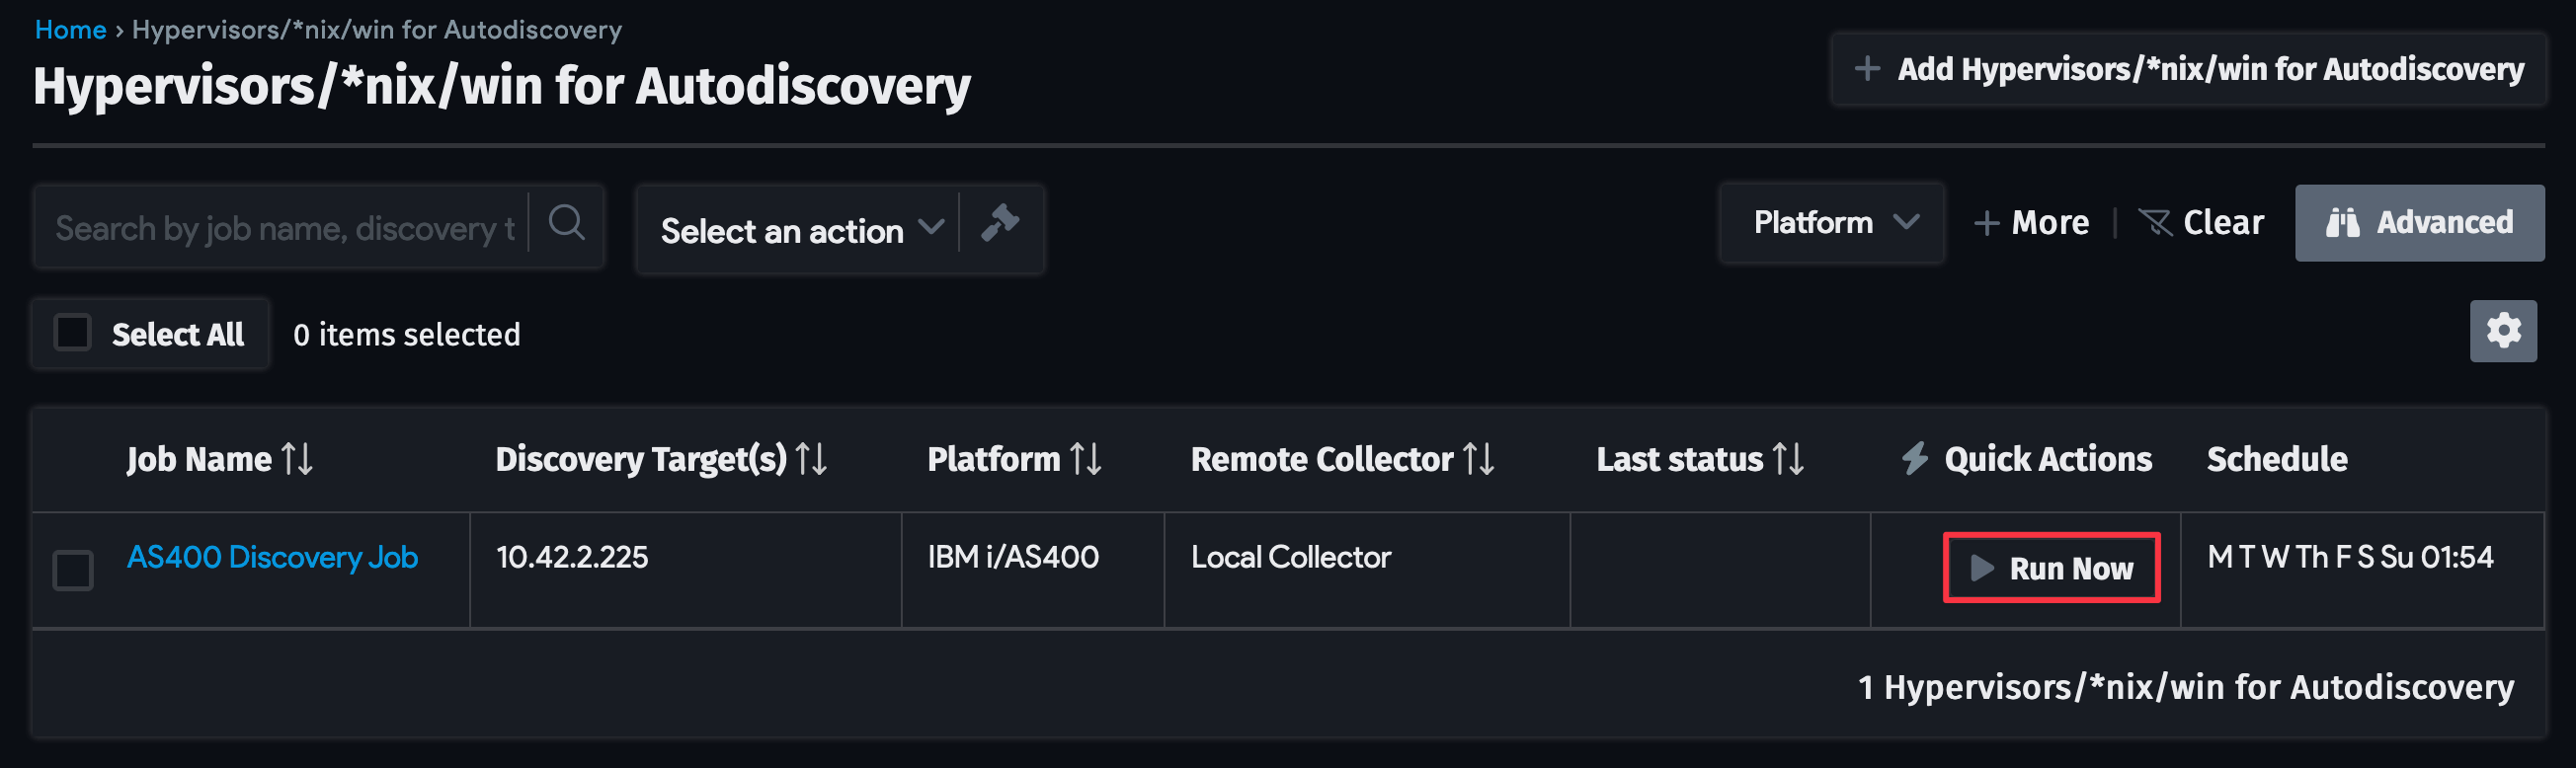 Home › Hypervisors/*nix/win for Autodiscovery
Hypervisors/*nix/win for Autodiscovery
+ Add Hypervisors/*nix/win for Autodiscovery
Search by job name, discovery t
Select an action
Platform
+ More
Clear
Advanced
Select All
0 items selected
Job Name Discovery Target(s) Platform Remote Collector Last status Quick Actions Schedule
AS400 Discovery Job 10.42.2.225 IBM i/AS400 Local Collector Run Now M T W Th F S Su 01:54
1 Hypervisors/*nix/win for Autodiscovery